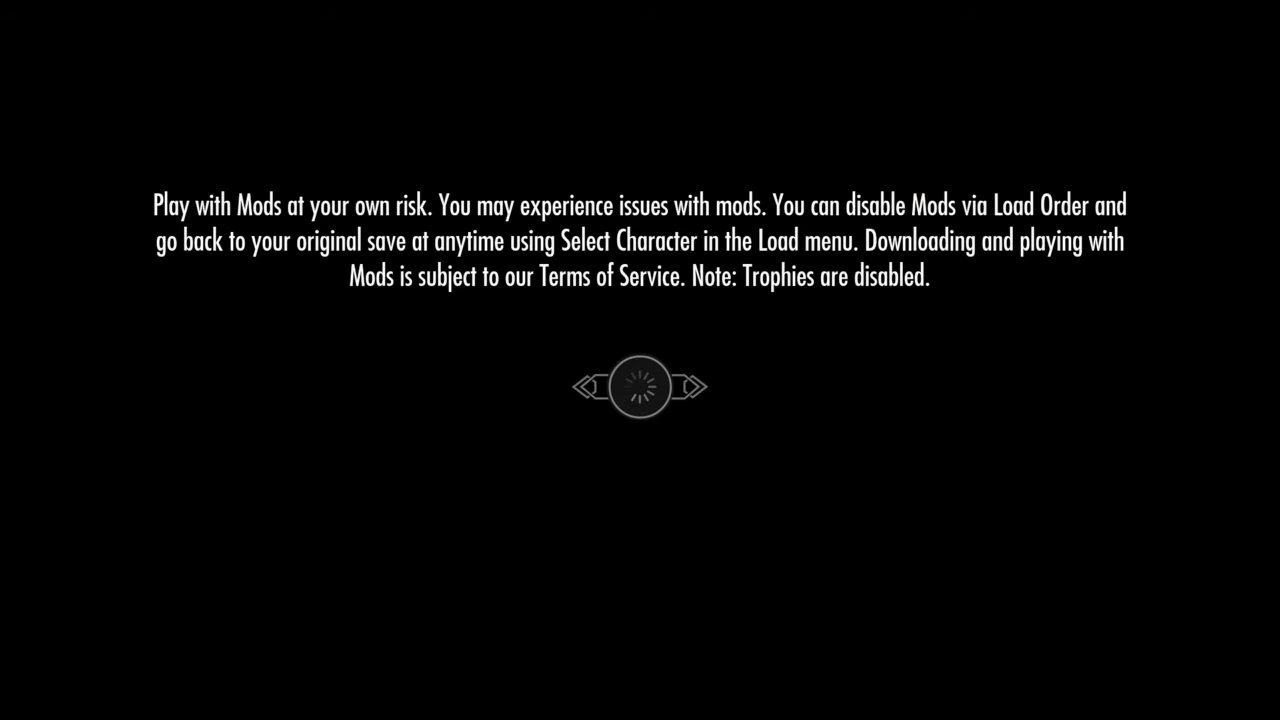 Play with Mods at your own risk. You may experience issues with mods. You can disable Mods via Load Order and
go back to your original save at anytime using Select Character in the Load menu. Downloading and playing with
Mods is subject to our Terms of Service. Note: Trophies are disabled.